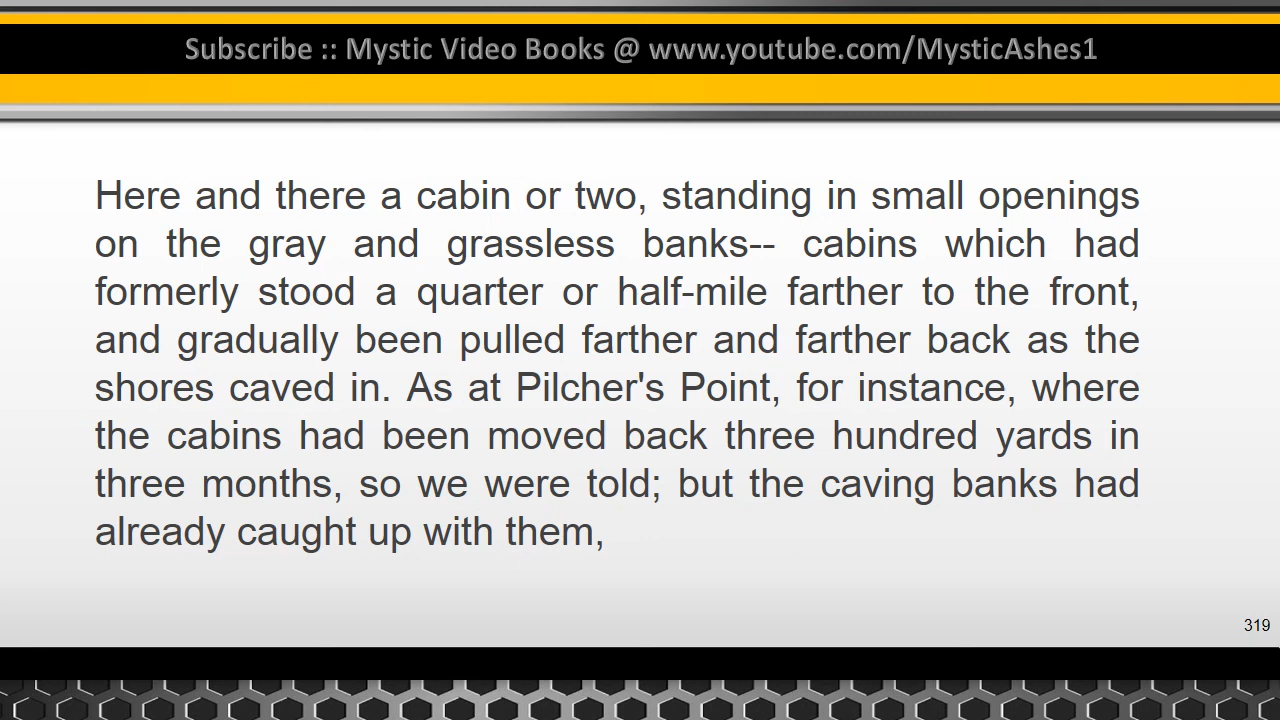 Subscribe :: Mystic Video Books @ www.youtube.com/MysticAshes1
Here and there a cabin or two, standing in small openings
on the gray and grassless banks-- cabins which had
formerly stood a quarter or half-mile farther to the front,
and gradually been pulled farther and farther back as the
shores caved in. As at Pilcher's Point, for instance, where
the cabins had been moved back three hundred yards in
three months, so we were told; but the caving banks had
already caught up with them,
319